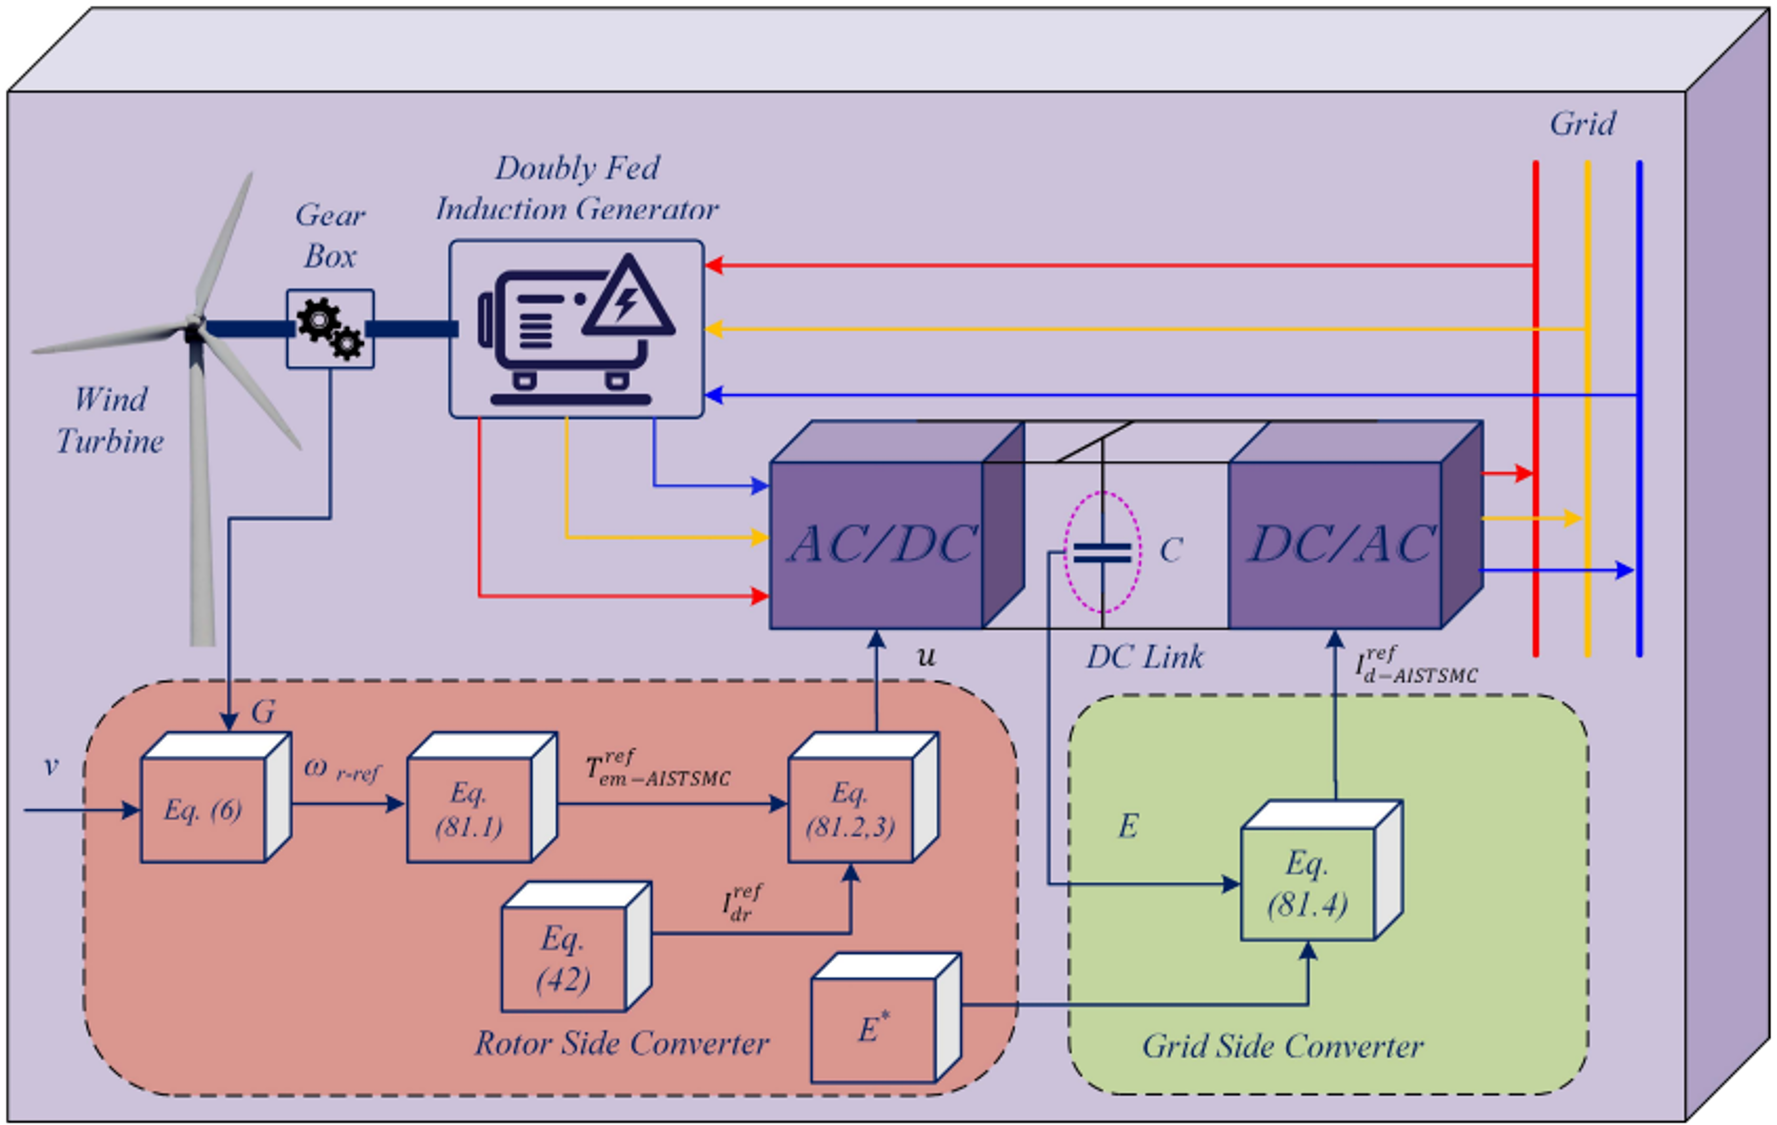 Grid
Doubly Fed
Induction Generator
Gear
Box
Wind
Turbine
AC/DC
C
DC/AC
DC Link
u
I_{d-AISTSMC}^{ref}
G
v
Eq. (6)
ω r-ref
Eq.
(81.1)
T_{em-AISTSMC}^{ref}
Eq.
(81.2,3)
E
Eq.
(81.4)
I_{dr}^{ref}
Eq.
(42)
E*
Rotor Side Converter
Grid Side Converter